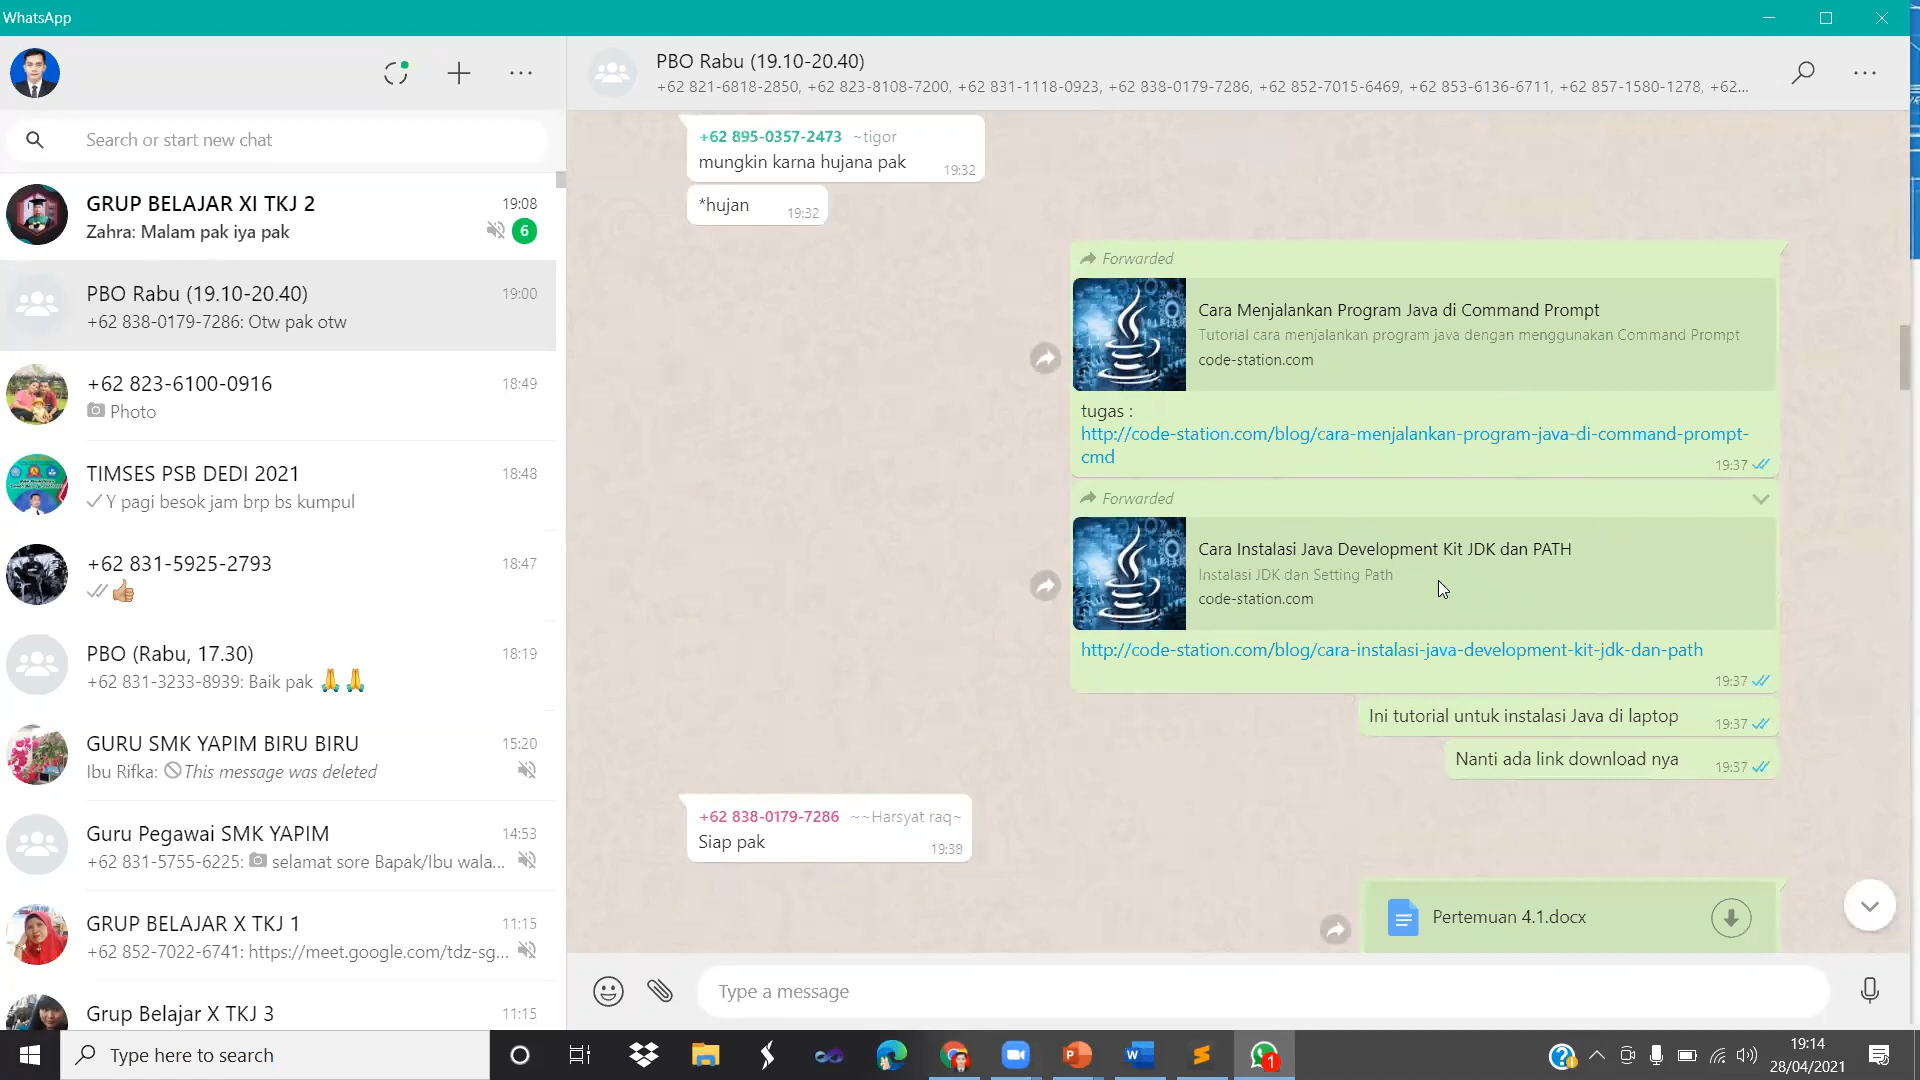 WhatsApp
Search or start new chat
GRUP BELAJAR XI TKJ 2
19:08
Zahra: Malam pak iya pak
6
PBO Rabu (19.10-20.40)
19:00
+62 838-0179-7286: Otw pak otw
+62 823-6100-0916
18:49
Photo
TIMSES PSB DEDI 2021
18:48
Y pagi besok jam brp bs kumpul
+62 831-5925-2793
18:47
PBO (Rabu, 17.30)
18:19
+62 831-3233-8939: Baik pak
GURU SMK YAPIM BIRU BIRU
15:20
Ibu Rifka: This message was deleted
Guru Pegawai SMK YAPIM
14:53
+62 831-5755-6225: selamat sore Bapak/Ibu wala...
GRUP BELAJAR X TKJ 1
11:15
+62 852-7022-6741: https://meet.google.com/tdz-sg...
Grup Belajar X TKJ 3
11:15
PBO Rabu (19.10-20.40)
+62 821-6818-2850, +62 823-8108-7200, +62 831-1118-0923, +62 838-0179-7286, +62 852-7015-6469, +62 853-6136-6711, +62 857-1580-1278, +62...
+62 895-0357-2473 ~tigor
mungkin karna hujana pak
19:32
*hujan
19:32
Forwarded
Cara Menjalankan Program Java di Command Prompt
Tutorial cara menjalankan program java dengan menggunakan Command Prompt
code-station.com
tugas :
http://code-station.com/blog/cara-menjalankan-program-java-di-command-prompt-
cmd
19:37
Forwarded
Cara Instalasi Java Development Kit JDK dan PATH
Instalasi JDK dan Setting Path
code-station.com
http://code-station.com/blog/cara-instalasi-java-development-kit-jdk-dan-path
19:37
Ini tutorial untuk instalasi Java di laptop
19:37
Nanti ada link download nya
19:37
+62 838-0179-7286 ~~Harsyat raq~
Siap pak
19:38
Pertemuan 4.1.docx
Type a message
Type here to search
1
19:14
28/04/2021